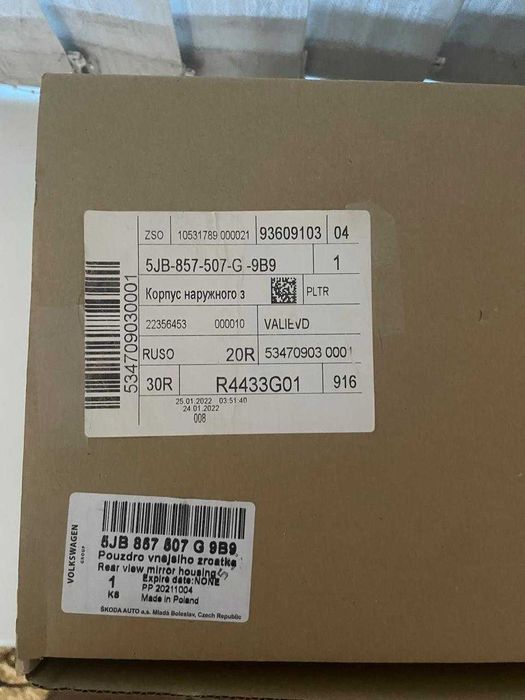 ZSO 10531789 000021 93609103 04
5JB-857-507-G -9B9 1
Корпус наружного з PLTR
22356453 000010 VALIEVD
RUSO 20R 53470903 0001
30R R4433G01 916
25.01.2022 03:51:40
24.01.2022
008
534709030001
VOLKSWAGEN
GROUP
5JB 857 507 G 9B9
Pouzdro vnejsiho zrcatka
Rear view mirror housing
1 Expire date:NONE
KS PP 20211004
Made in Poland
ŠKODA AUTO a.s. Mladá Boleslav, Czech Republic